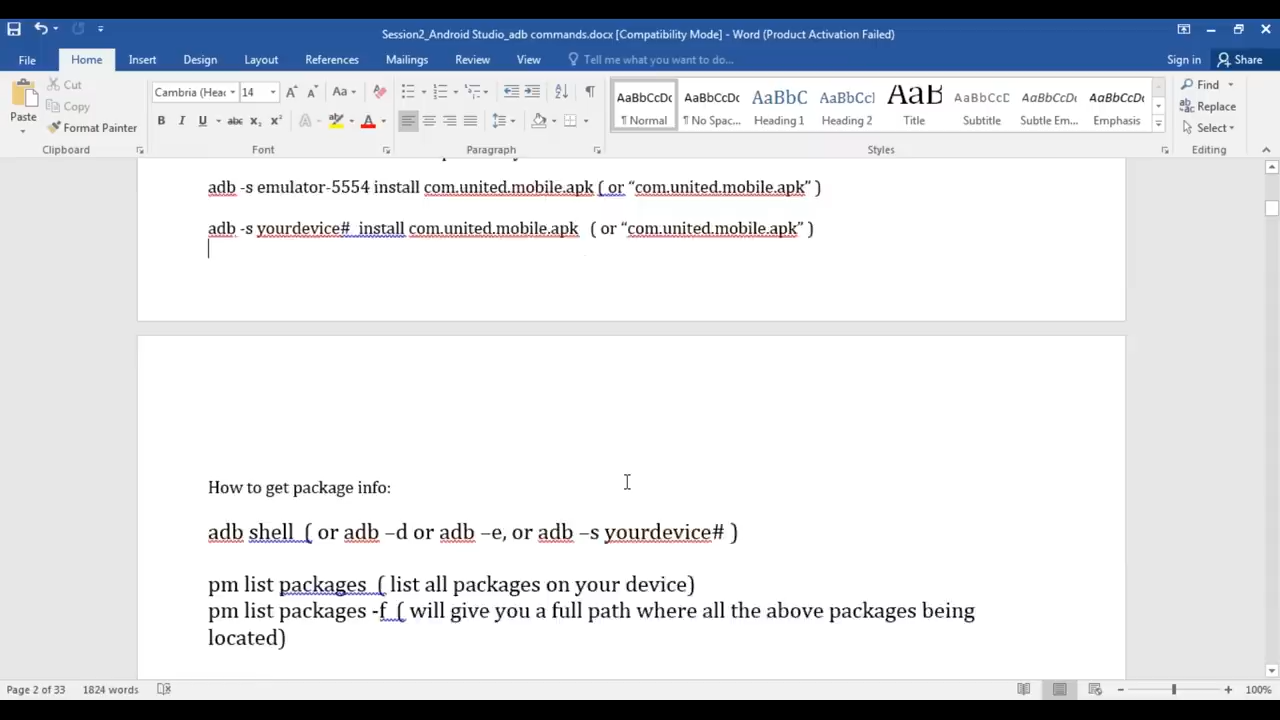 Session2_Android Studio_adb commands.docx [Compatibility Mode] - Word (Product Activation Failed)
File Home Insert Design Layout References Mailings Review View Tell me what you want to do... Sign in Share
Cut
Copy
Format Painter
Paste
Cambria (Head 14
AaBbCcDc AaBbCcDc AaBbC AaBbCcI AaB AaBbCcD AaBbCcDc AaBbCcDc
¶ Normal ¶ No Spac... Heading 1 Heading 2 Title Subtitle Subtle Em... Emphasis
Find
Replace
Select
Clipboard Font Paragraph Styles Editing
adb -s emulator-5554 install com.united.mobile.apk ( or “com.united.mobile.apk” )
adb -s yourdevice#  install com.united.mobile.apk   ( or “com.united.mobile.apk” )
How to get package info:
adb shell  ( or adb –d or adb –e, or adb –s yourdevice# )
pm list packages  ( list all packages on your device)
pm list packages -f  ( will give you a full path where all the above packages being
located)
Page 2 of 33 1824 words 100%